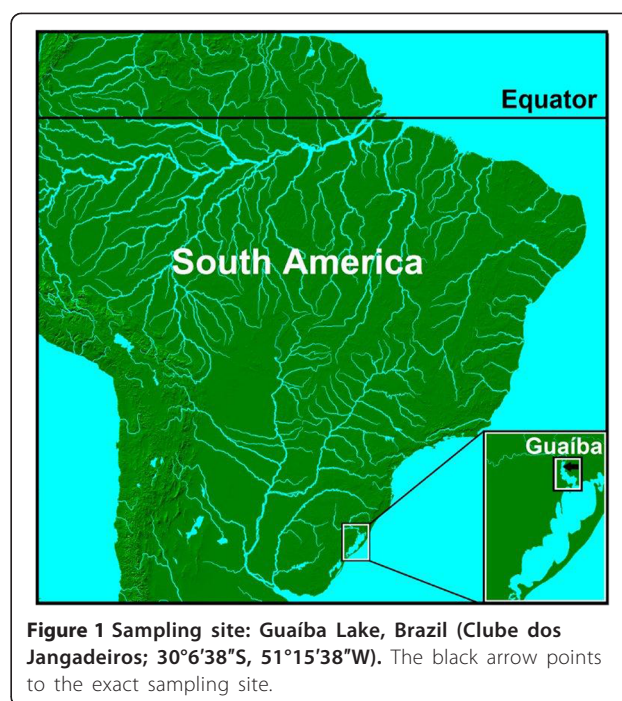 Equator
South America
Guaíba
Figure 1 Sampling site: Guaíba Lake, Brazil (Clube dos
Jangadeiros; 30°6′38″S, 51°15′38″W). The black arrow points
to the exact sampling site.